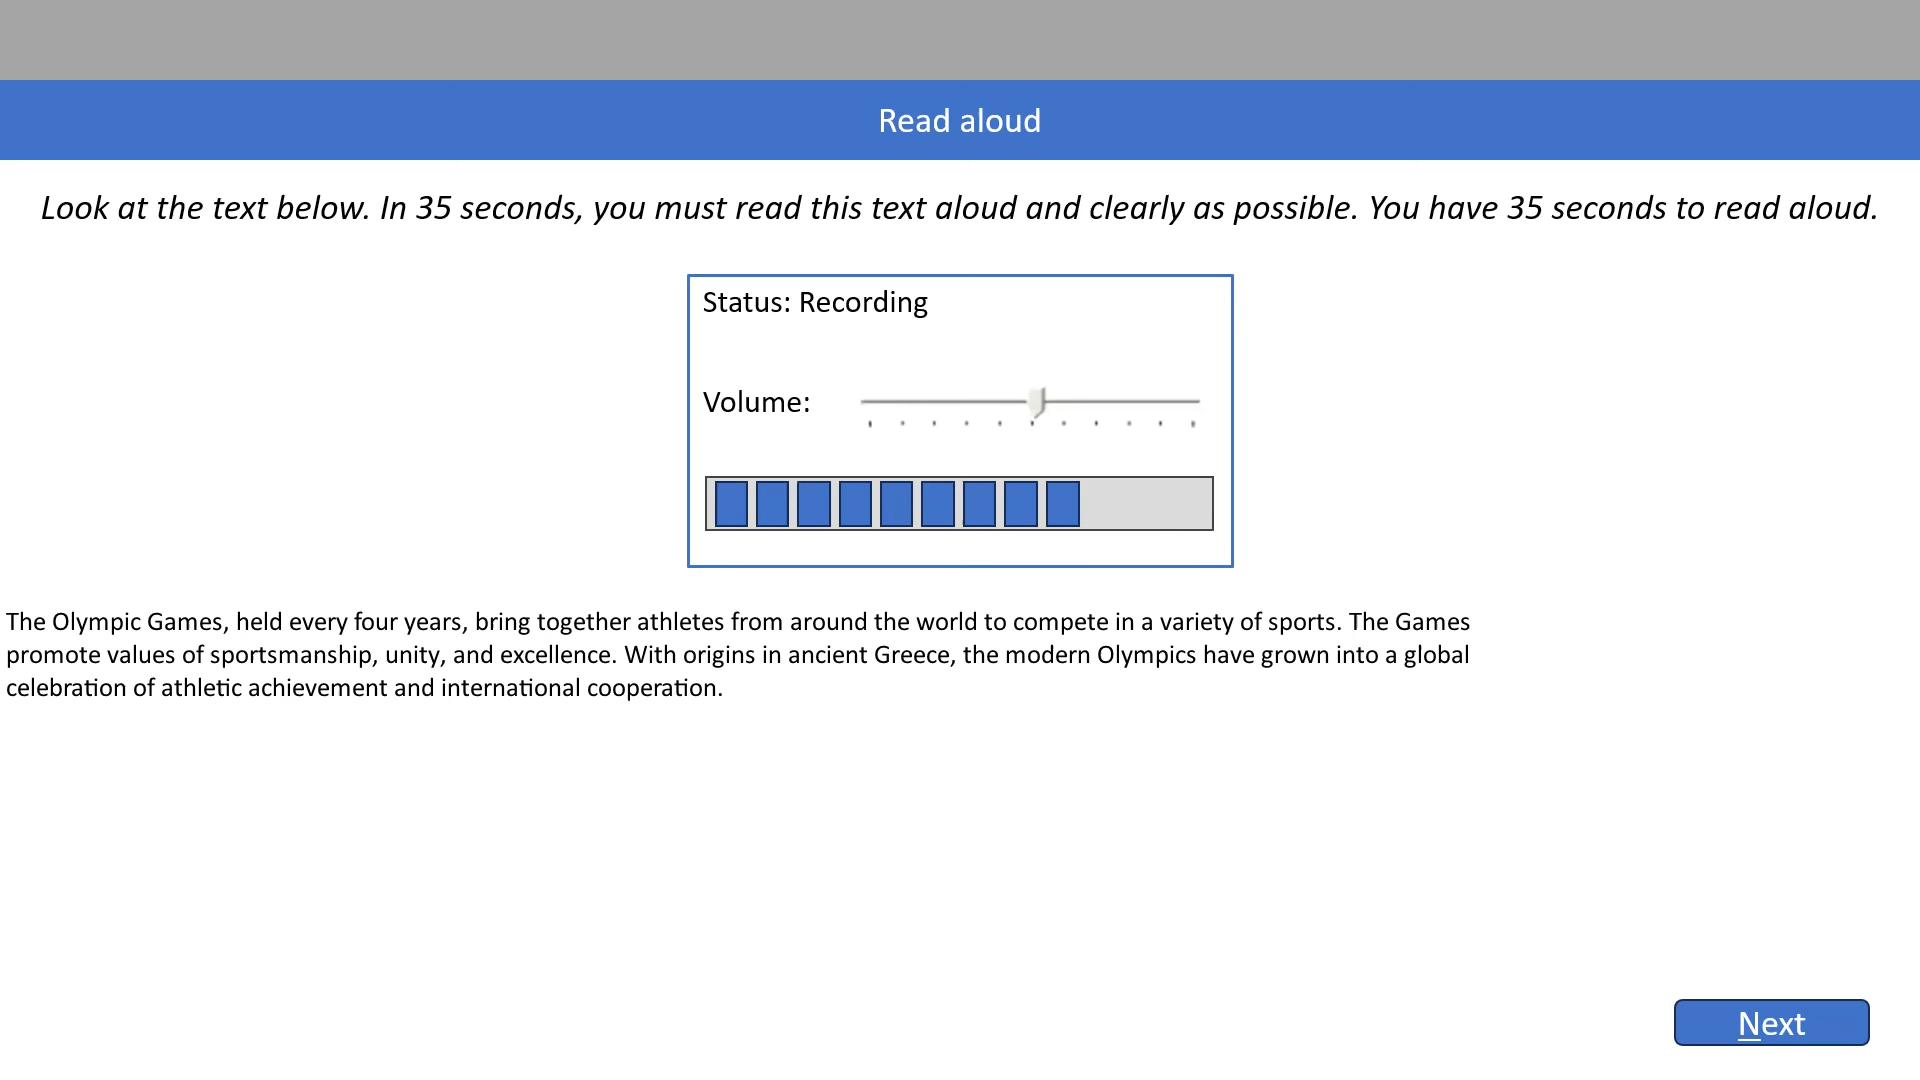 Read aloud
Look at the text below. In 35 seconds, you must read this text aloud and clearly as possible. You have 35 seconds to read aloud.
Status: Recording
Volume:
The Olympic Games, held every four years, bring together athletes from around the world to compete in a variety of sports. The Games
promote values of sportsmanship, unity, and excellence. With origins in ancient Greece, the modern Olympics have grown into a global
celebration of athletic achievement and international cooperation.
Next